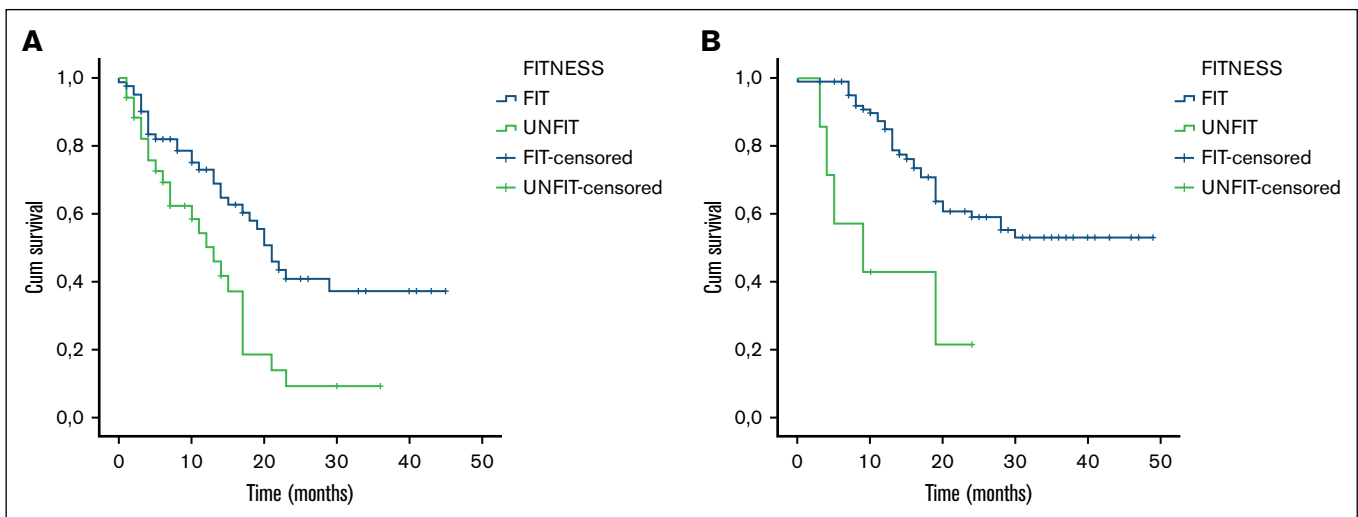 A
1,0
0,8
0,6
0,4
0,2
0,0
Cum survival
0 10 20 30 40 50
Time (months)
FITNESS
FIT
UNFIT
FIT-censored
UNFIT-censored
B
1,0
0,8
0,6
0,4
0,2
0,0
Cum survival
0 10 20 30 40 50
Time (months)
FITNESS
FIT
UNFIT
FIT-censored
UNFIT-censored